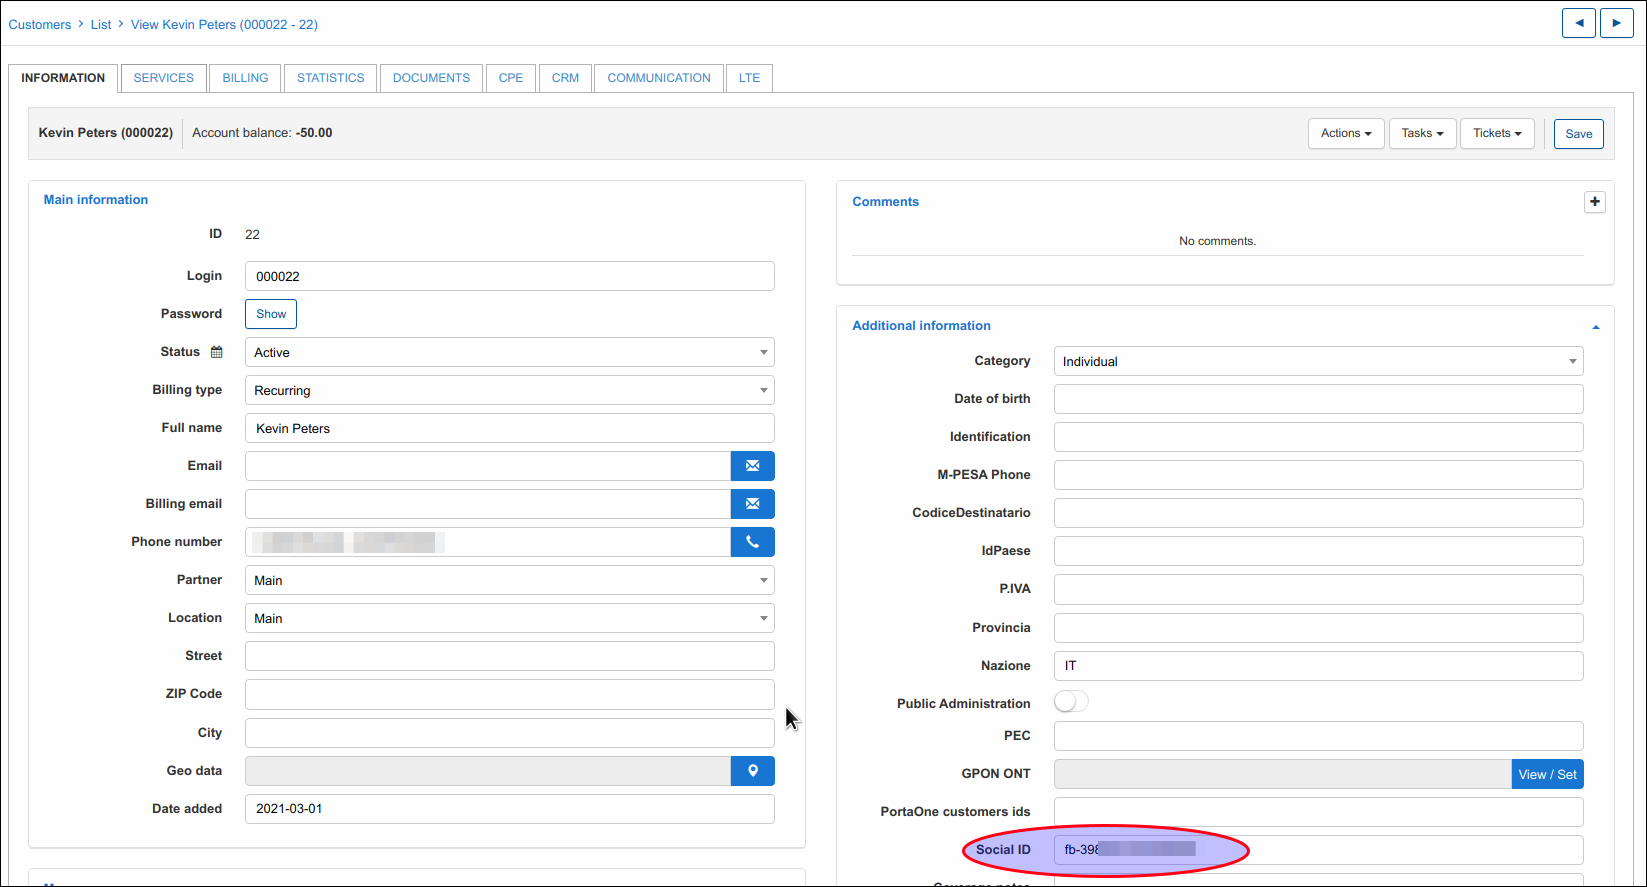 Customers > List > View Kevin Peters (000022 - 22)
INFORMATION SERVICES BILLING STATISTICS DOCUMENTS CPE CRM COMMUNICATION LTE
Kevin Peters (000022) Account balance: -50.00 Actions Tasks Tickets Save
Main information
ID 22
Login 000022
Password Show
Status Active
Billing type Recurring
Full name Kevin Peters
Email
Billing email
Phone number
Partner Main
Location Main
Street
ZIP Code
City
Geo data
Date added 2021-03-01
Comments
No comments.
Additional information
Category Individual
Date of birth
Identification
M-PESA Phone
CodiceDestinatario
IdPaese
P.IVA
Provincia
Nazione IT
Public Administration
PEC
GPON ONT View / Set
PortaOne customers ids
Social ID fb-398